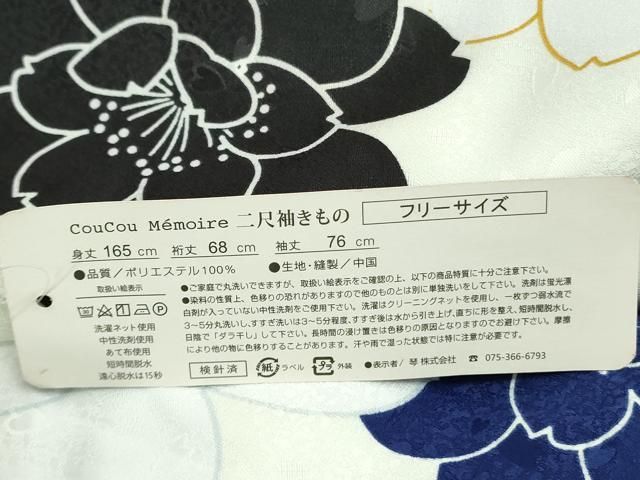 CouCou Mémoire 二尺袖きもの フリーサイズ
身丈 165 cm 裄丈 68 cm 袖丈 76 cm
●品質/ポリエステル100% ●生地・縫製/中国
取扱い絵表示
洗濯ネット使用
中性洗剤使用
あて布使用
短時間脱水
遠心脱水は15秒
●ご家庭で丸洗いできますが、取扱い絵表示をご確認の上、以下の商品特質に十分ご注意下さい。
●染料の性質上、色移りの恐れがありますので他のものとは別に単独洗いをして下さい。洗剤は蛍光漂
白剤が入っていない中性洗剤をご使用下さい。洗濯はクリーニングネットを使用し、一枚ずつ弱水流で
3~5分丸洗いし、すすぎ洗いは3~5分程度、すすぎ後は水から引き上げ、直ちに形を整え、短時間脱水し、
日陰で「ダラ干し」して下さい。長時間の浸け置きは色移りの原因となりますのでお避け下さい。摩擦
により他の物に色移りすることがあります。汗や雨で湿った状態では特に注意が必要です。
検針済 紙 ラベル プラ 外装 ●表示者/琴 株式会社 ☎ 075-366-6793